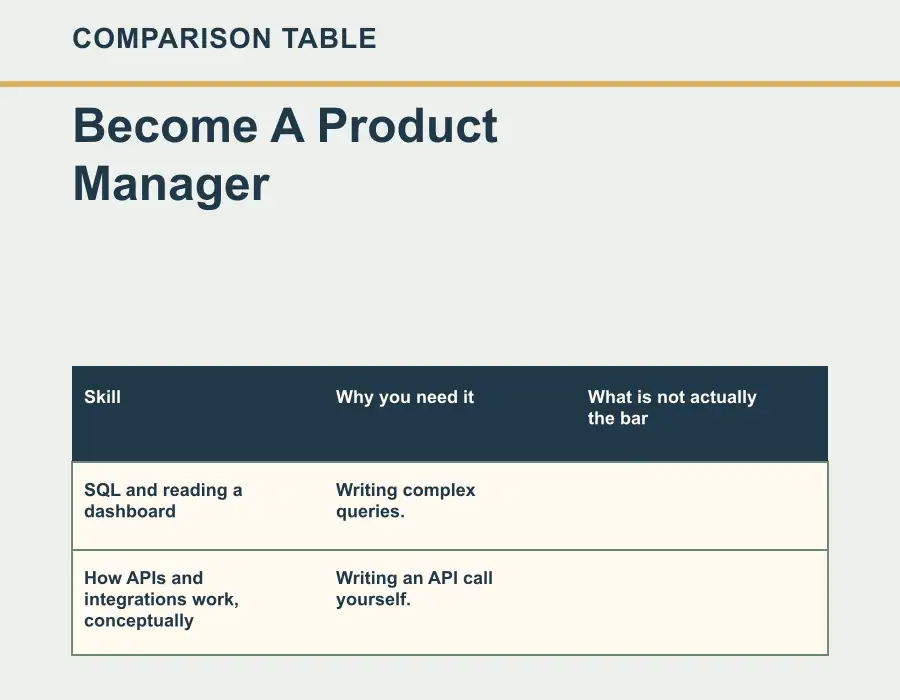 COMPARISON TABLE
Become A Product
Manager
Skill
Why you need it
What is not actually
the bar
SQL and reading a
dashboard
Writing complex
queries.
How APIs and
integrations work,
conceptually
Writing an API call
yourself.